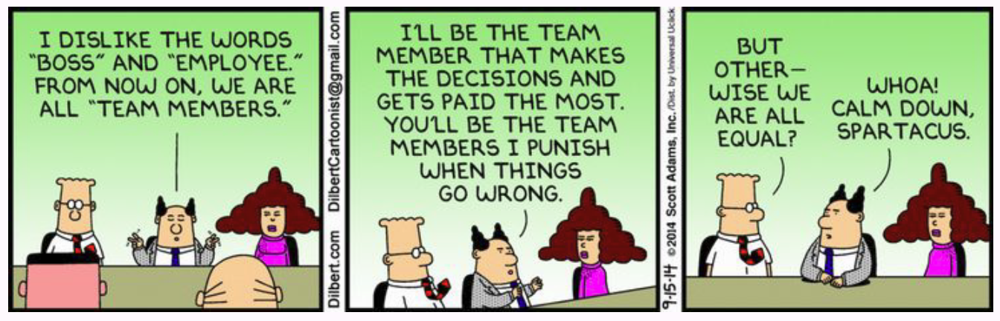 I DISLIKE THE WORDS
"BOSS" AND "EMPLOYEE."
FROM NOW ON, WE ARE
ALL "TEAM MEMBERS."
Dilbert.com DilbertCartoonist@gmail.com
I'LL BE THE TEAM
MEMBER THAT MAKES
THE DECISIONS AND
GETS PAID THE MOST.
YOU'LL BE THE TEAM
MEMBERS I PUNISH
WHEN THINGS
GO WRONG.
9-15-14 ©2014 Scott Adams, Inc. /Dist. by Universal Uclick
BUT
OTHER-
WISE WE
ARE ALL
EQUAL?
WHOA!
CALM DOWN,
SPARTACUS.